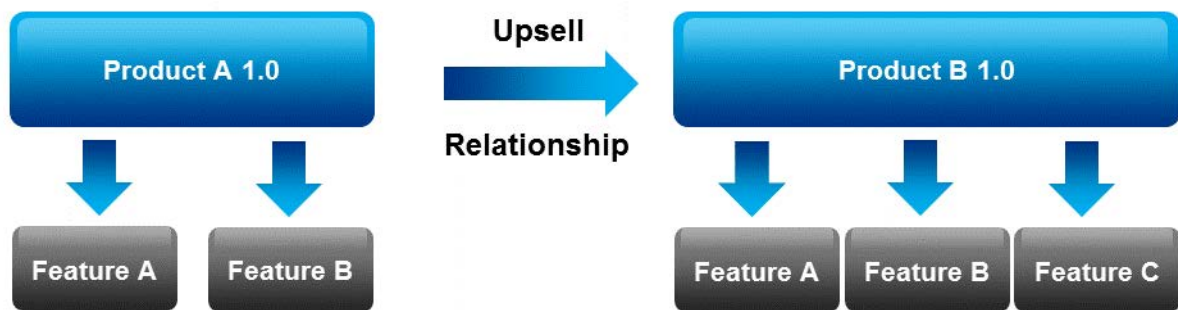 Product A 1.0
Upsell
Relationship
Product B 1.0
Feature A
Feature B
Feature A
Feature B
Feature C